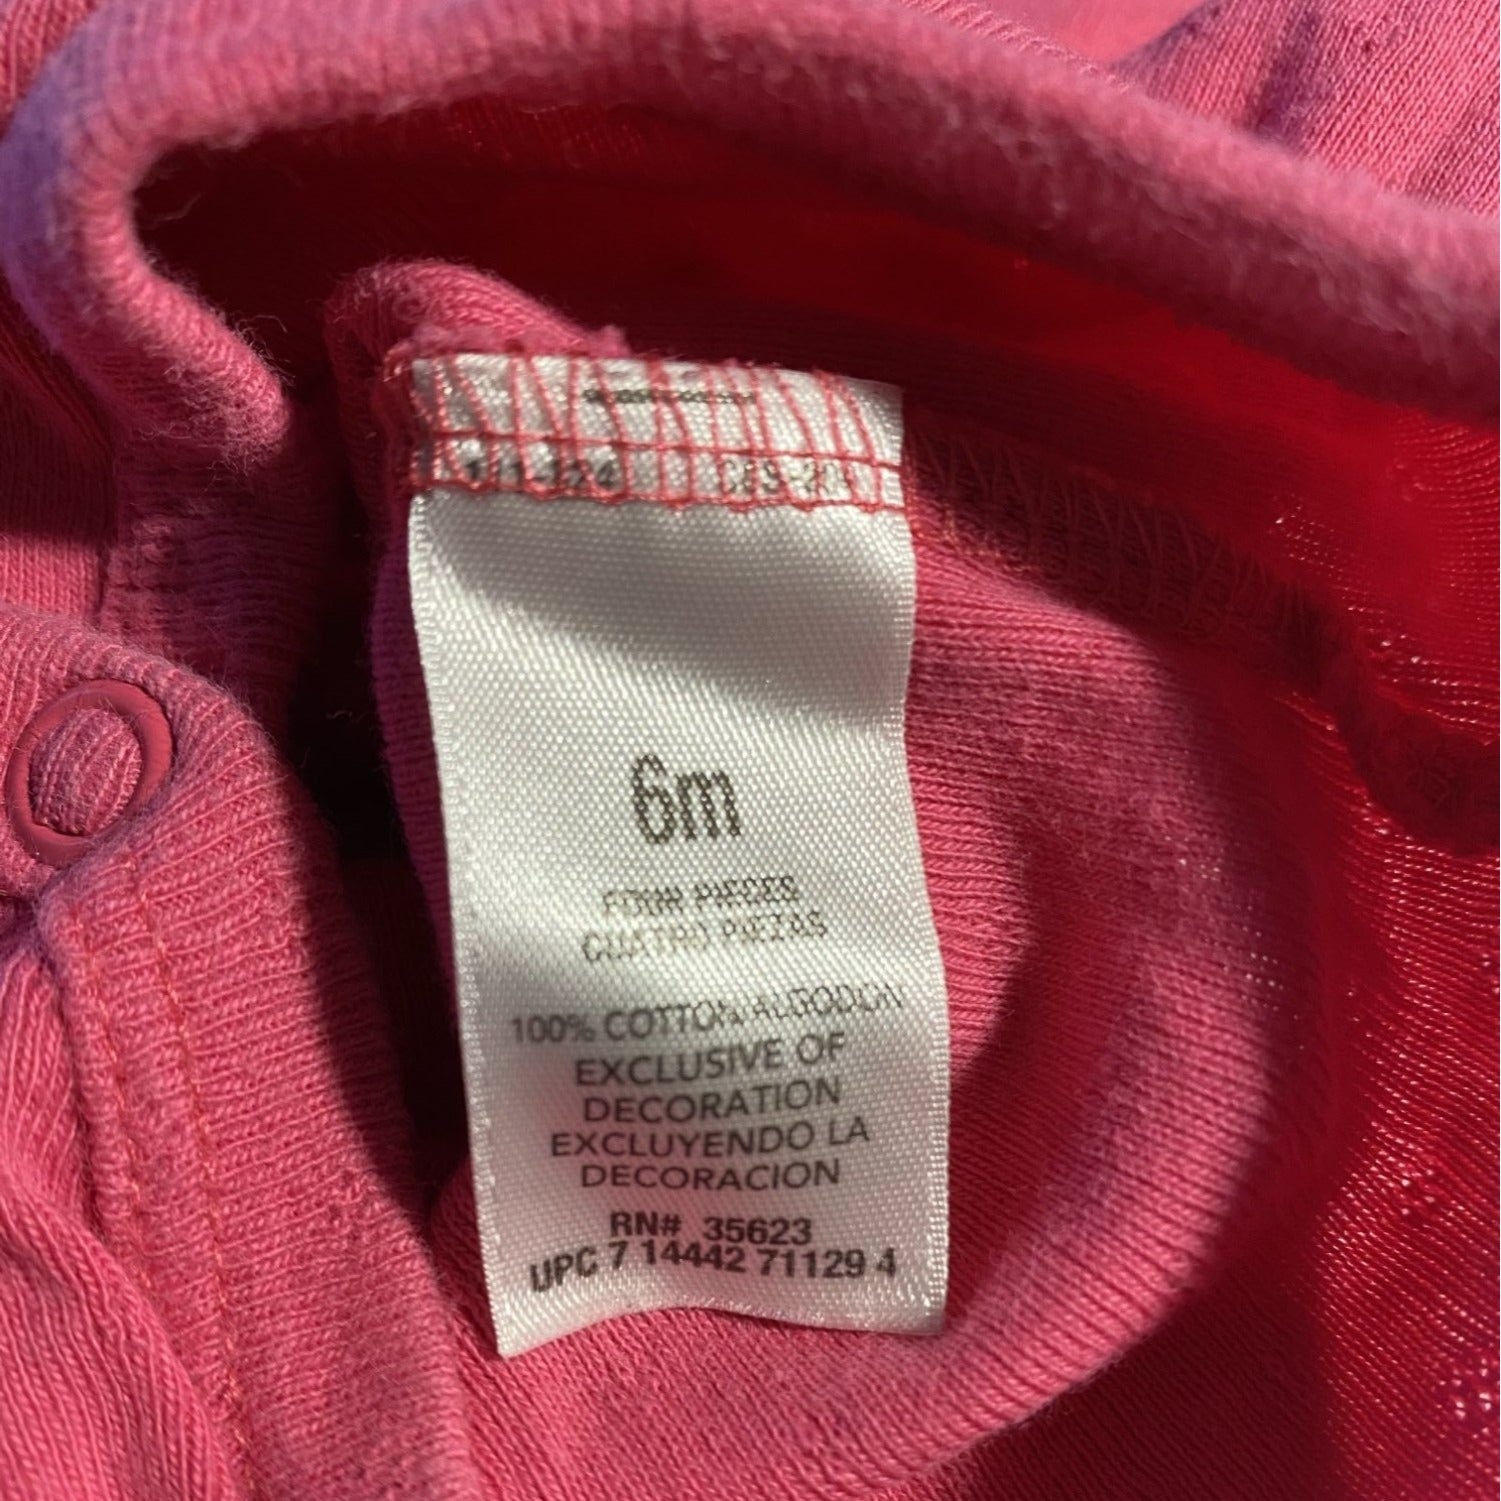 6m
FOUR PIECES
CUATRO PIEZAS
100% COTTON/ALGODON
EXCLUSIVE OF
DECORATION
EXCLUYENDO LA
DECORACION
RN# 35623
UPC 7 14442 71129 4